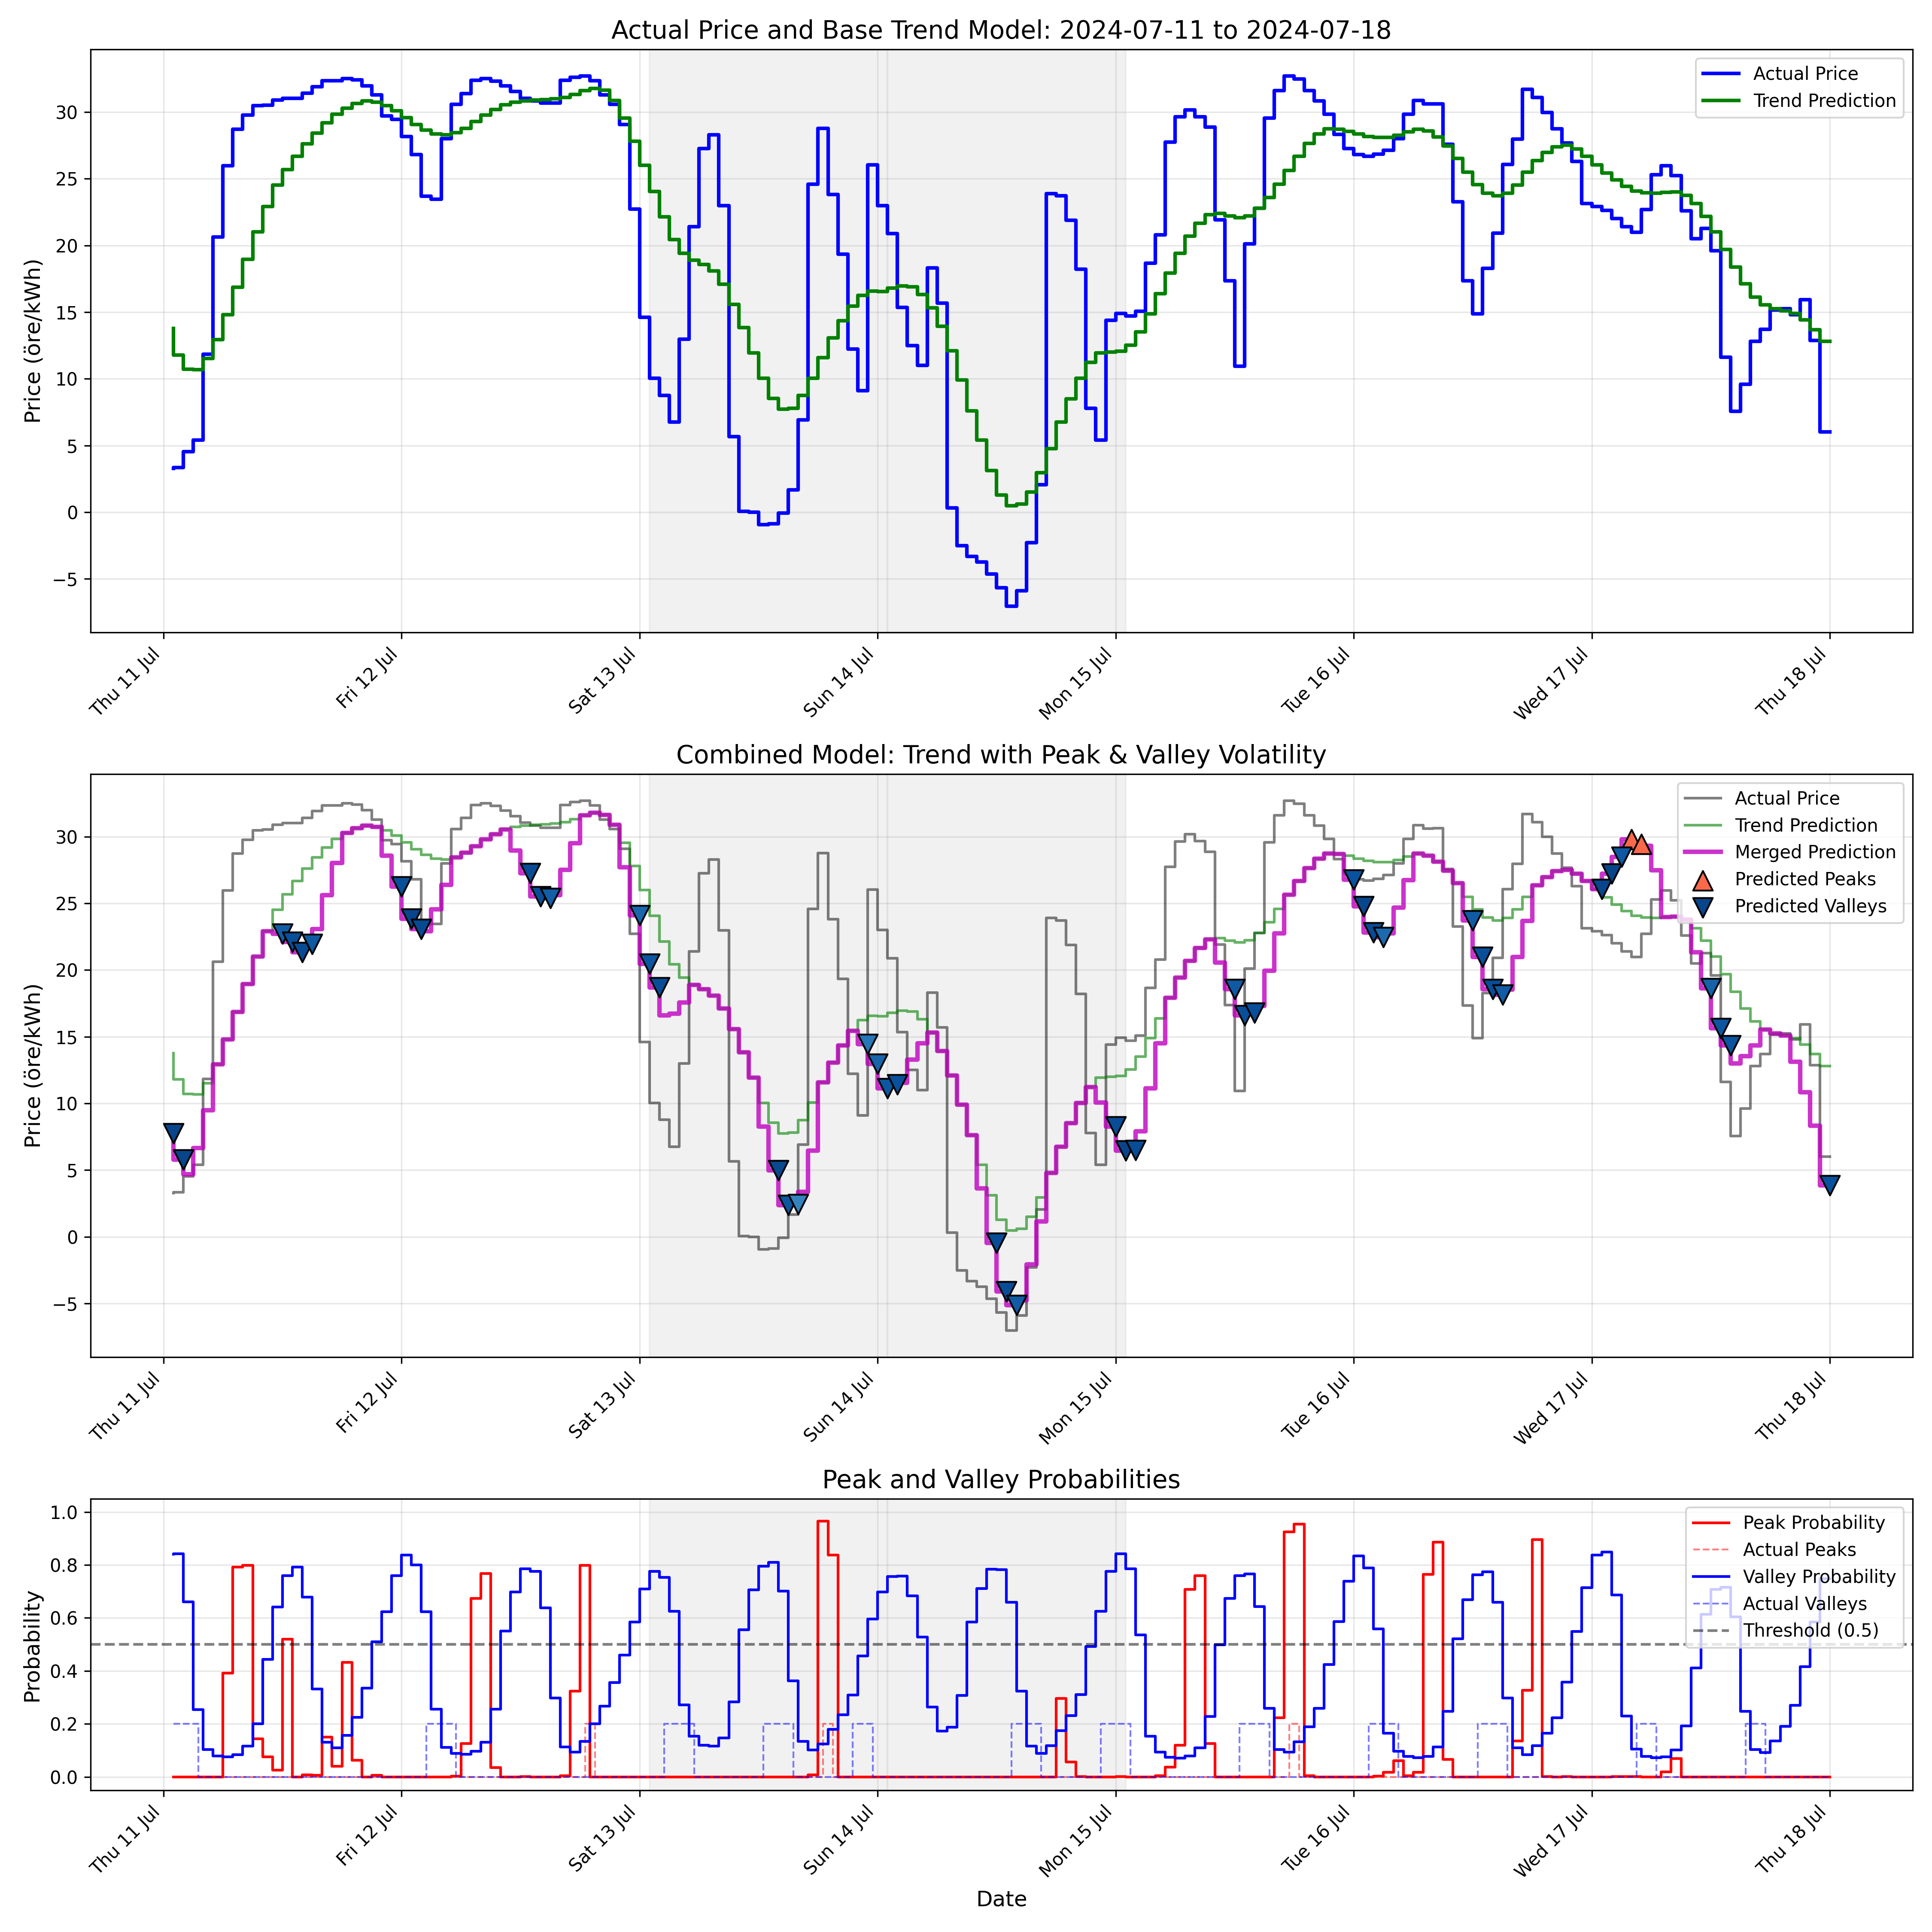 Actual Price and Base Trend Model: 2024-07-11 to 2024-07-18
Price (öre/kWh)
30
25
20
15
10
5
0
−5
Actual Price
Trend Prediction
Thu 11 Jul
Fri 12 Jul
Sat 13 Jul
Sun 14 Jul
Mon 15 Jul
Tue 16 Jul
Wed 17 Jul
Thu 18 Jul
Combined Model: Trend with Peak & Valley Volatility
Price (öre/kWh)
30
25
20
15
10
5
0
−5
Actual Price
Trend Prediction
Merged Prediction
Predicted Peaks
Predicted Valleys
Thu 11 Jul
Fri 12 Jul
Sat 13 Jul
Sun 14 Jul
Mon 15 Jul
Tue 16 Jul
Wed 17 Jul
Thu 18 Jul
Peak and Valley Probabilities
Probability
1.0
0.8
0.6
0.4
0.2
0.0
Peak Probability
Actual Peaks
Valley Probability
Actual Valleys
Threshold (0.5)
Thu 11 Jul
Fri 12 Jul
Sat 13 Jul
Sun 14 Jul
Mon 15 Jul
Tue 16 Jul
Wed 17 Jul
Thu 18 Jul
Date